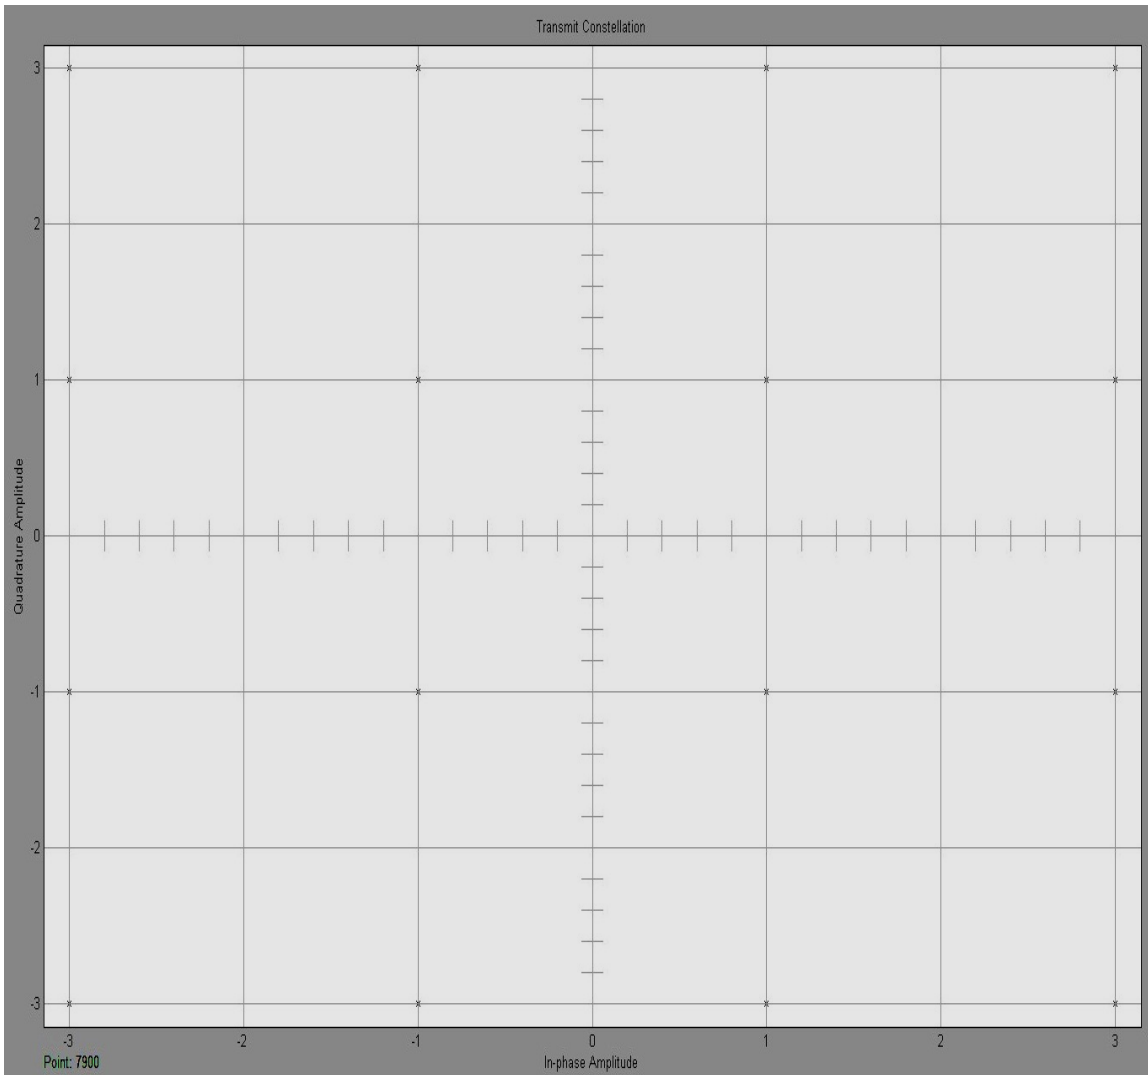 Transmit Constellation
3
2
1
0
-1
-2
-3
Quadrature Amplitude
-3 -2 -1 0 1 2 3
Point: 7900 In-phase Amplitude